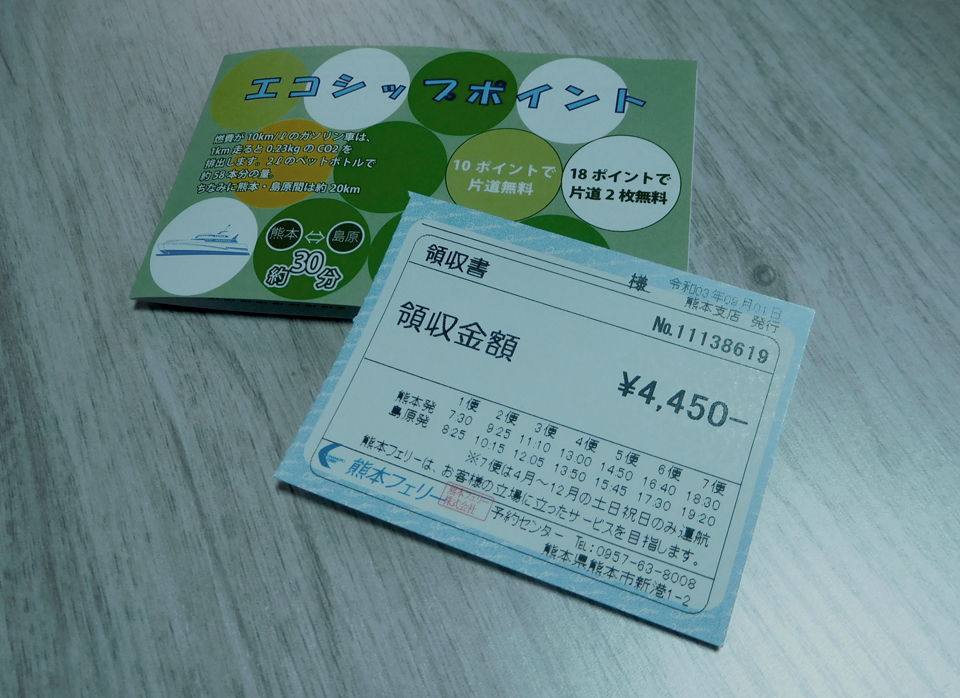 エコシップポイント
燃費が10km/ℓのガソリン車は、
1km走ると0.23kgのCO2を
排出します。2ℓのペットボトルで
約58本分の量。
ちなみに熊本・島原間は約20km
10ポイントで
片道無料
18ポイントで
片道2枚無料
熊本⇔島原
約30分
領収書
様
令和03年09月01日
熊本支店 発行
No.11138619
領収金額
¥4,450-
1便 2便 3便 4便 5便 6便 7便
熊本発 7:30 9:25 11:10 13:00 14:50 16:40 18:30
島原発 8:25 10:15 12:05 13:50 15:45 17:30 19:20
※7便は4月~12月の土日祝日のみ運航
熊本フェリーは、お客様の立場に立ったサービスを目指します。
熊本フェリー
熊本フェリー
株式会社
予約センター TEL:0957-63-8008
熊本県熊本市新港1-2